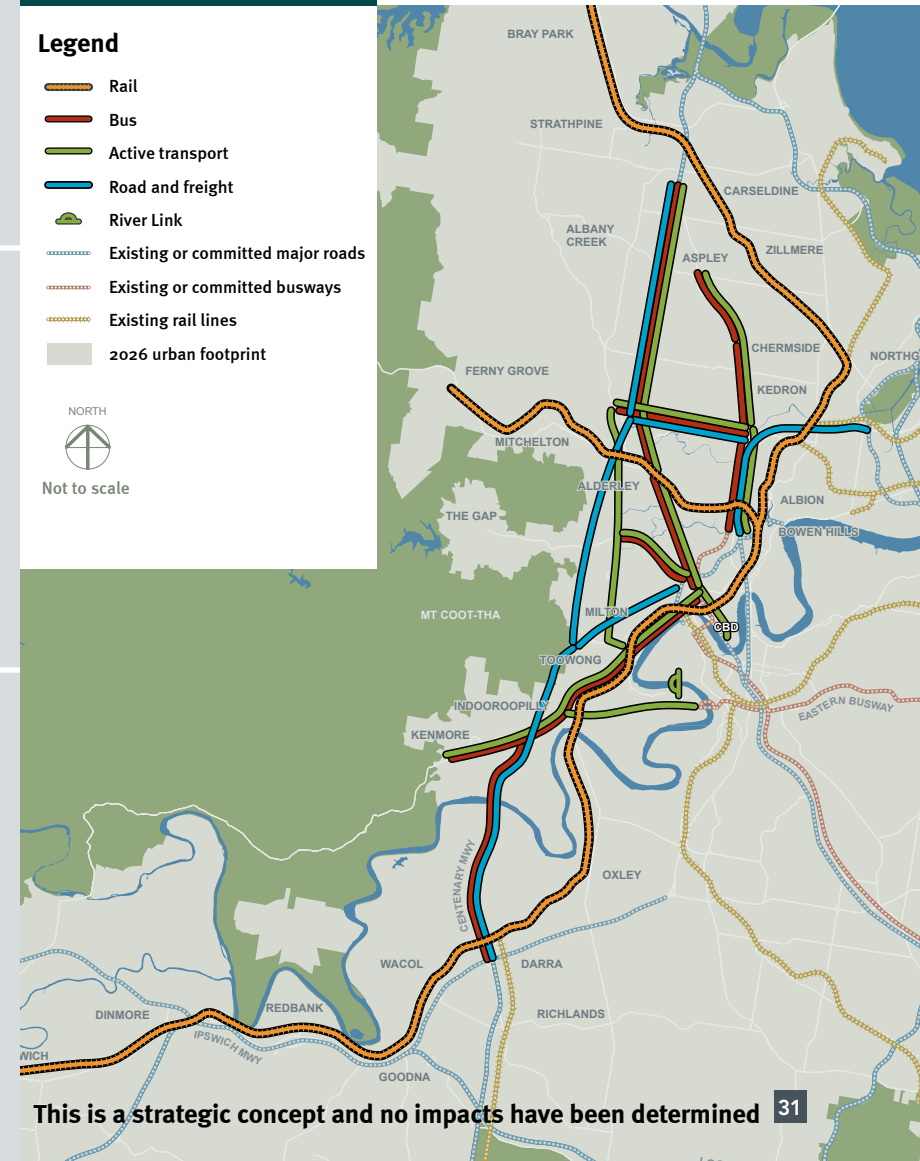 Legend
Rail
Bus
Active transport
Road and freight
River Link
Existing or committed major roads
Existing or committed busways
Existing rail lines
2026 urban footprint
NORTH
Not to scale
BRAY PARK
STRATHPINE
CARSELDINE
ALBANY
CREEK
ZILLMERE
ASPLEY
CHERMSIDE
NORTHG
FERNY GROVE
KEDRON
MITCHELTON
ALDERLEY
ALBION
THE GAP
BOWEN HILLS
MT COOT-THA
MILTON
CBD
TOOWONG
INDOOROOPILLY
EASTERN BUSWAY
KENMORE
CENTENARY MWY
OXLEY
WACOL
DARRA
REDBANK
DINMORE
RICHLANDS
IPSWICH MWY
WICH
GOODNA
This is a strategic concept and no impacts have been determined
31